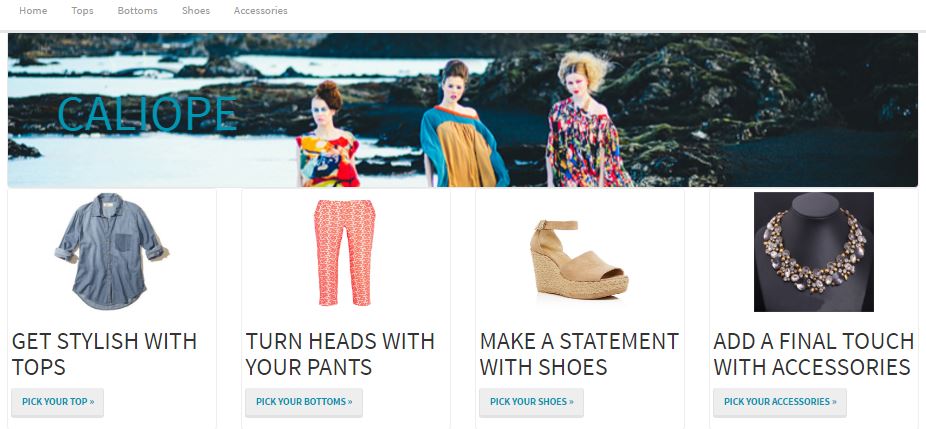 Home Tops Bottoms Shoes Accessories
CALIOPE
GET STYLISH WITH
TOPS
PICK YOUR TOP »
TURN HEADS WITH
YOUR PANTS
PICK YOUR BOTTOMS »
MAKE A STATEMENT
WITH SHOES
PICK YOUR SHOES »
ADD A FINAL TOUCH
WITH ACCESSORIES
PICK YOUR ACCESSORIES »